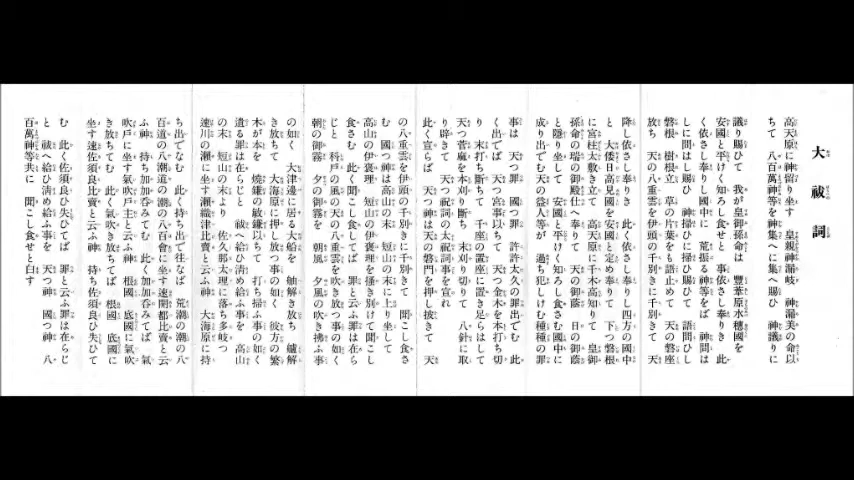 大祓詞
高天原に神留り坐す 皇親神漏岐 神漏美の命以
ちて 八百萬神等を神集へに集へ賜ひ 神議りに
議り賜ひて 我が皇御孫命は 豐葦原水穗國を
安國と平けく知ろし食せと 事依さし奉りき 此
く依さし奉りし國中に 荒振る神等をば 神問は
しに問はし賜ひ 神掃ひに掃ひ賜ひて 語問ひし
磐根 樹根立 草の片葉をも語止めて 天の磐座
放ち 天の八重雲を伊頭の千別きに千別きて 天
降し依さし奉りき 此く依さし奉りし四方の國中
と 大倭日高見國を安國と定め奉りて 下つ磐根
に宮柱太敷き立て 高天原に千木高知りて 皇御
孫命の瑞の御殿仕へ奉りて 天の御蔭 日の御蔭
と隱り坐して 安國と平けく知ろし食さむ國中に
成り出でむ天の益人等が 過ち犯しけむ種種の罪
事は 天つ罪 國つ罪 許許太久の罪出でむ 此
く出でば 天つ宮事以ちて 天つ金木を本打ち切
り 末打ち斷ちて 千座の置座に置き足らはして
天つ菅麻を本刈り斷ち 末刈り切りて 八針に取
り辟きて 天つ祝詞の太祝詞事を宣れ
此く宣らば 天つ神は天の磐門を押し披きて 天
の八重雲を伊頭の千別きに千別きて 聞こし食さ
む 國つ神は高山の末 短山の末に上り坐して
高山の伊褒理 短山の伊褒理を搔き別けて聞こし
食さむ 此く聞こし食してば 罪と云ふ罪は在ら
じと 科戸の風の天の八重雲を吹き放つ事の如く
朝の御霧 夕の御霧を 朝風 夕風の吹き拂ふ事
の如く 大津邊に居る大船を 舳解き放ち 艫解
き放ちて 大海原に押し放つ事の如く 彼方の繁
木が本を 燒鎌の敏鎌以ちて 打ち掃ふ事の如く
遺る罪は在らじと 祓へ給ひ淸め給ふ事を 高山
の末 短山の末より 佐久那太理に落ち多岐つ
速川の瀨に坐す瀨織津比賣と云ふ神 大海原に持
ち出でなむ 此く持ち出で往なば 荒潮の潮の八
百道の八潮道の潮の八百會に坐す速開都比賣と云
ふ神 持ち加加呑みてむ 此く加加呑みてば 氣
吹戸に坐す氣吹戸主と云ふ神 根國 底國に氣吹
き放ちてむ 此く氣吹き放ちてば 根國 底國に
坐す速佐須良比賣と云ふ神 持ち佐須良ひ失ひて
む 此く佐須良ひ失ひてば 罪と云ふ罪は在らじ
と 祓へ給ひ淸め給ふ事を 天つ神 國つ神 八
百萬神等共に 聞こし食せと白す